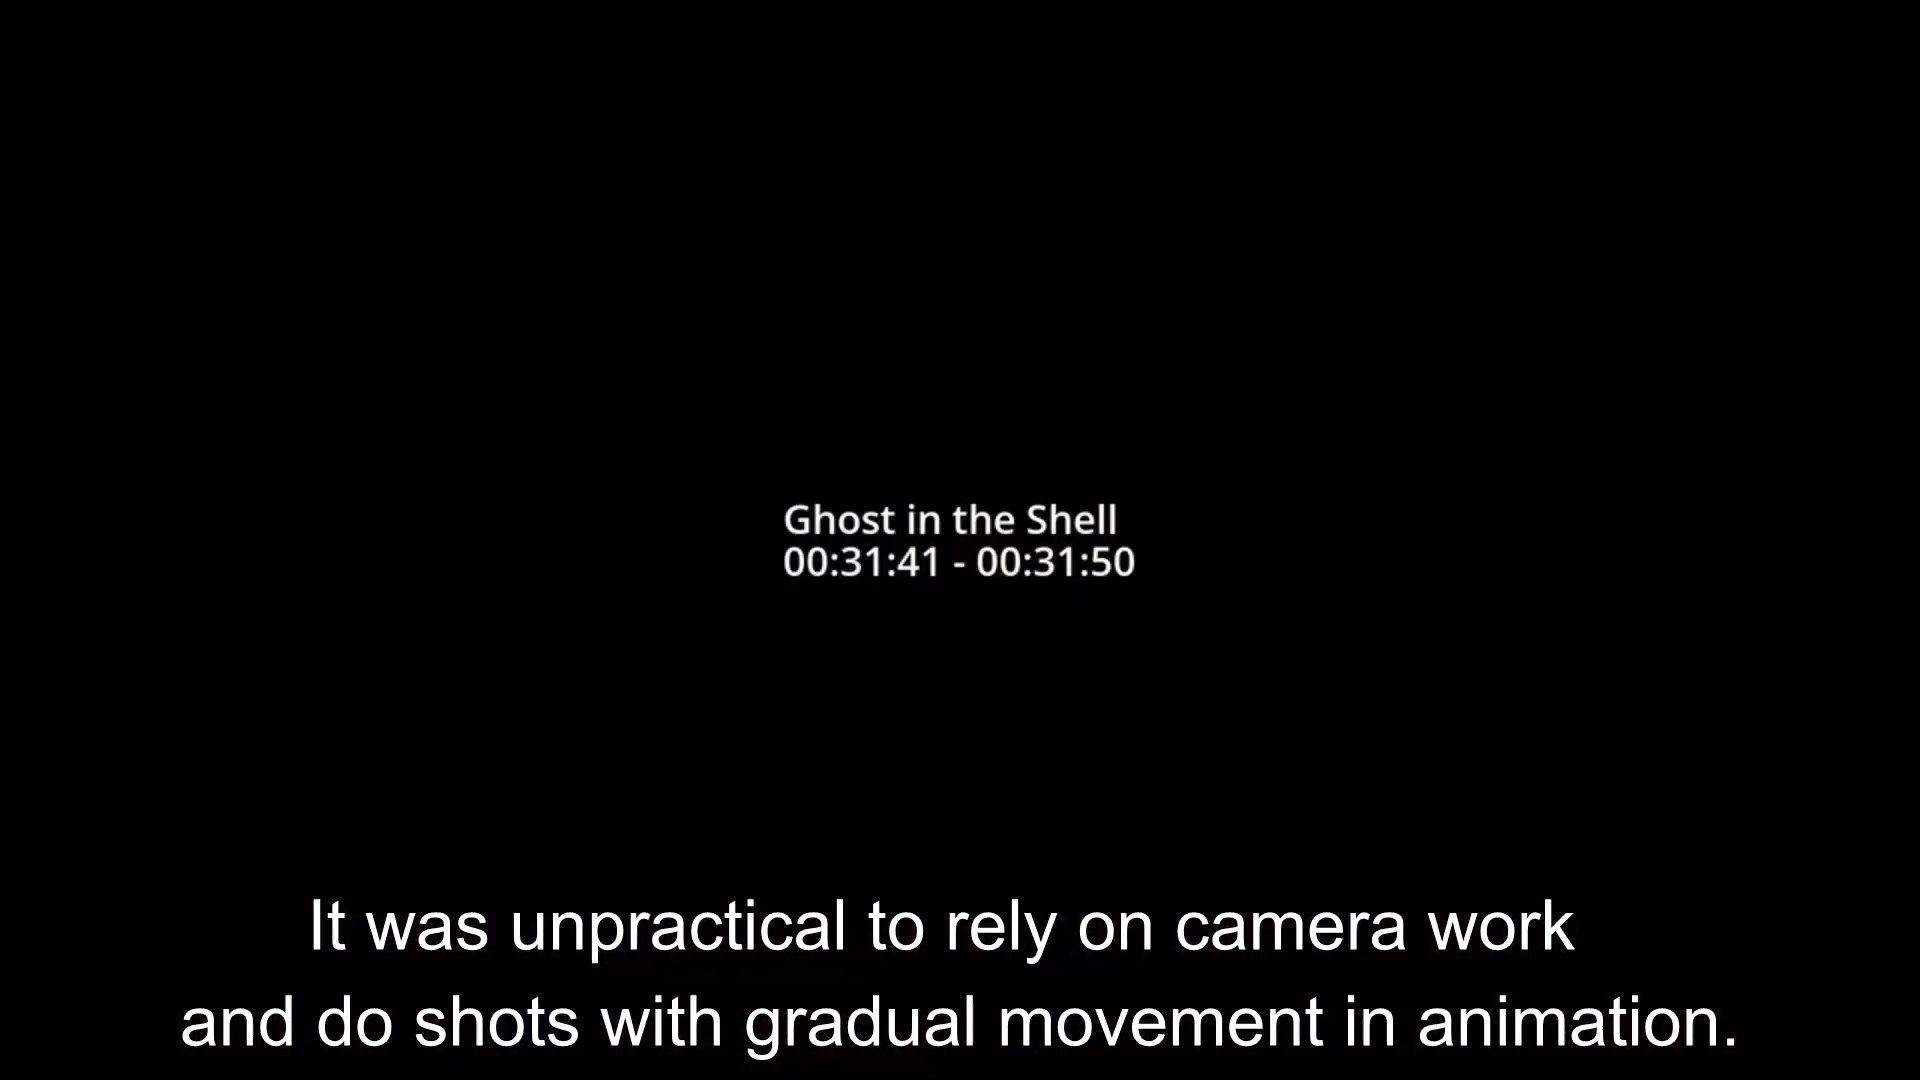 Ghost in the Shell
00:31:41 - 00:31:50
It was unpractical to rely on camera work
and do shots with gradual movement in animation.